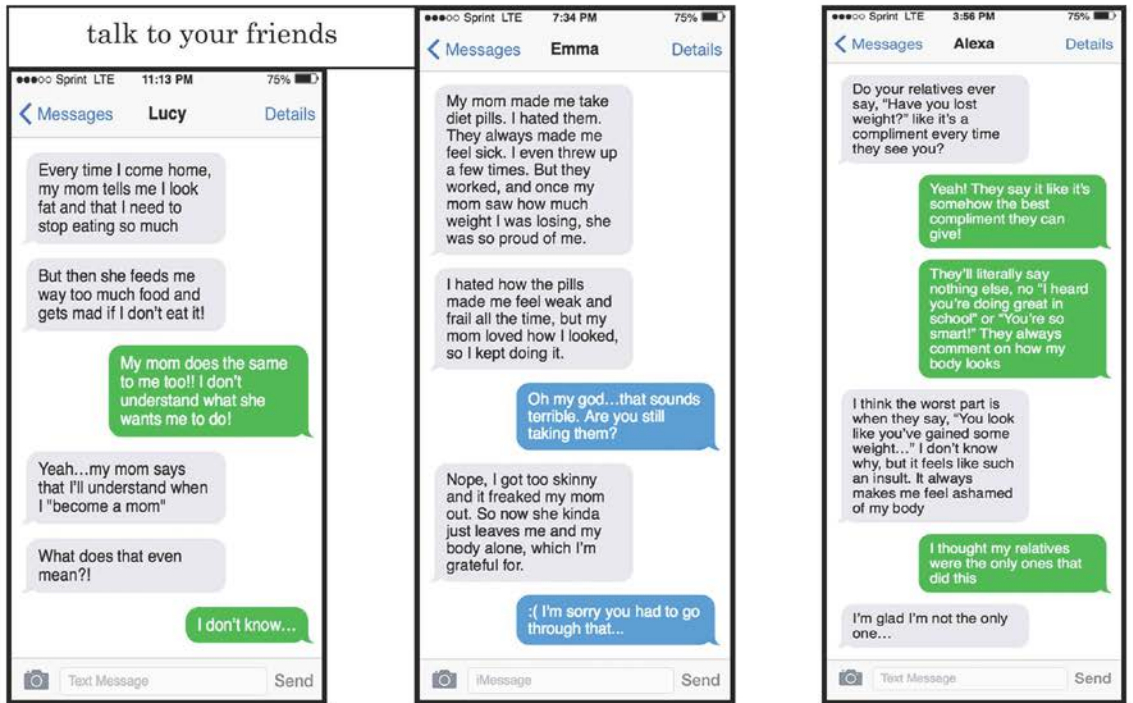 talk to your friends
Sprint LTE 11:13 PM 75%
Messages Lucy Details
Every time I come home,
my mom tells me I look
fat and that I need to
stop eating so much
But then she feeds me
way too much food and
gets mad if I don't eat it!
My mom does the same
to me too!! I don't
understand what she
wants me to do!
Yeah...my mom says
that I'll understand when
I "become a mom"
What does that even
mean?!
I don't know...
Text Message Send
Sprint LTE 7:34 PM 75%
Messages Emma Details
My mom made me take
diet pills. I hated them.
They always made me
feel sick. I even threw up
a few times. But they
worked, and once my
mom saw how much
weight I was losing, she
was so proud of me.
I hated how the pills
made me feel weak and
frail all the time, but my
mom loved how I looked,
so I kept doing it.
Oh my god...that sounds
terrible. Are you still
taking them?
Nope, I got too skinny
and it freaked my mom
out. So now she kinda
just leaves me and my
body alone, which I'm
grateful for.
:( I'm sorry you had to go
through that...
iMessage Send
Sprint LTE 3:56 PM 75%
Messages Alexa Details
Do your relatives ever
say, "Have you lost
weight?" like it's a
compliment every time
they see you?
Yeah! They say it like it's
somehow the best
compliment they can
give!
They'll literally say
nothing else, no "I heard
you're doing great in
school" or "You're so
smart!" They always
comment on how my
body looks
I think the worst part is
when they say, "You look
like you've gained some
weight..." I don't know
why, but it feels like such
an insult. It always
makes me feel ashamed
of my body
I thought my relatives
were the only ones that
did this
I'm glad I'm not the only
one...
Text Message Send